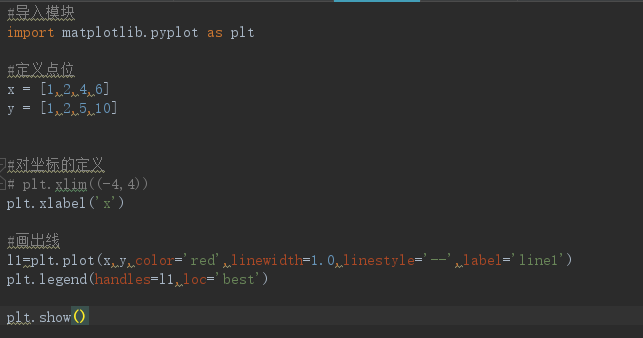 #导入模块
import matplotlib.pyplot as plt
#定义点位
x = [1,2,4,6]
y = [1,2,5,10]
#对坐标的定义
# plt.xlim((-4,4))
plt.xlabel('x')
#画出线
l1=plt.plot(x,y,color='red',linewidth=1.0,linestyle='--',label='line1')
plt.legend(handles=l1,loc='best')
plt.show()